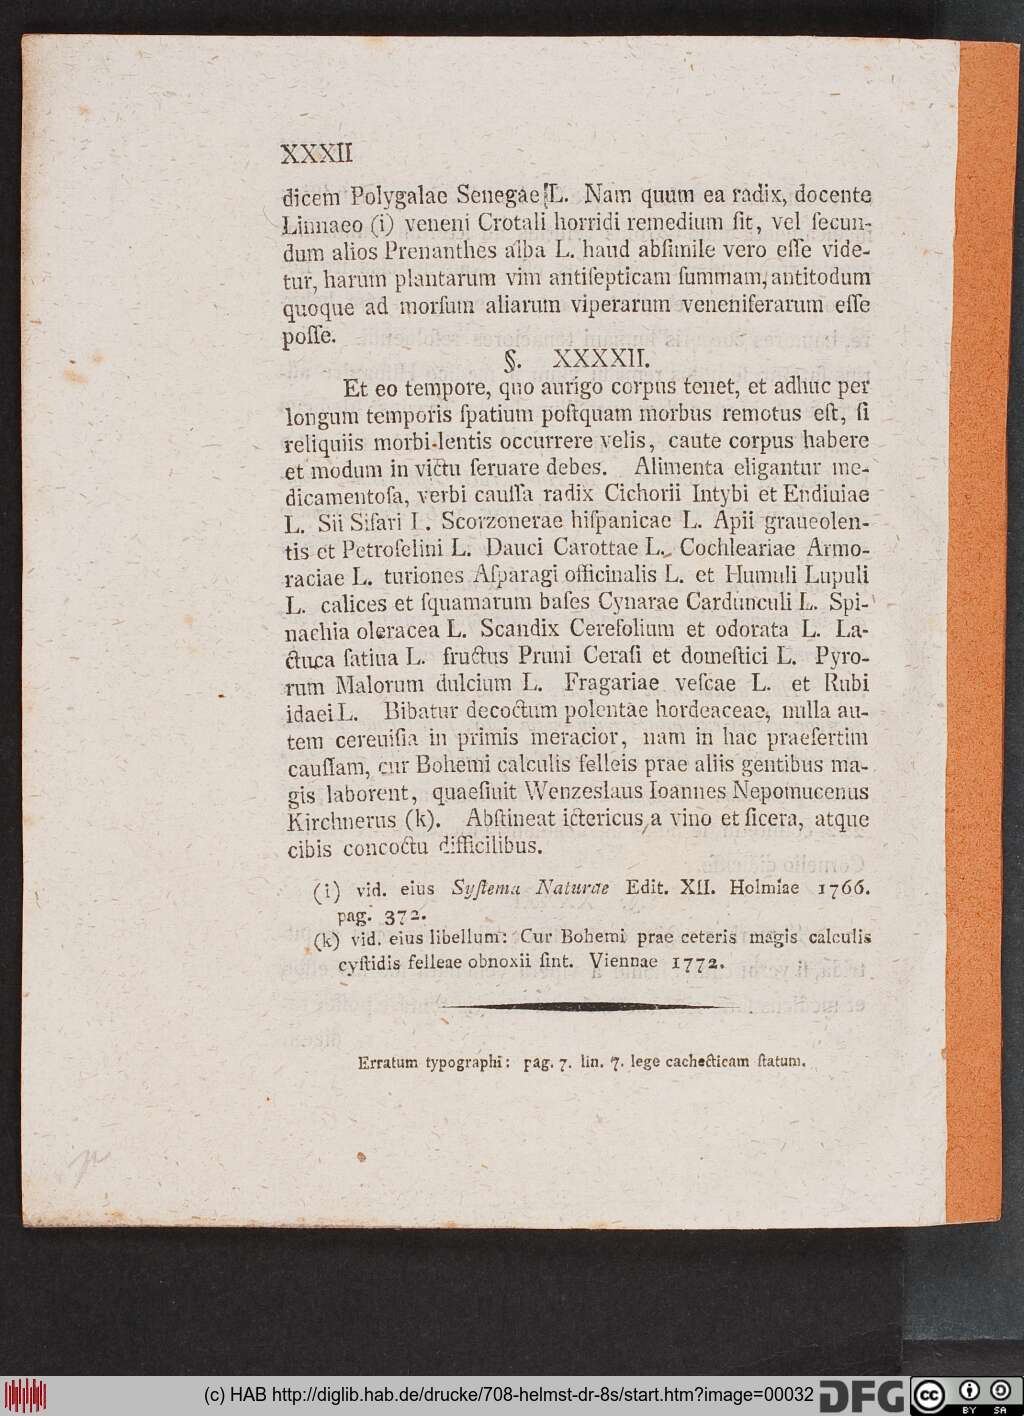 XXXII
dicem Polygalae Senegae L. Nam quum ea radix, docente
Linnaeo (i) veneni Crotali horridi remedium ſit, vel ſecun-
dum alios Prenanthes alba L. haud abſimile vero eſſe vide-
tur, harum plantarum vim antiſepticam ſummam, antitodum
quoque ad morſum aliarum viperarum veneniferarum eſſe
poſſe.
§. XXXXII.
Et eo tempore, quo aurigo corpus tenet, et adhuc per
longum temporis ſpatium poſtquam morbus remotus eſt, ſi
reliquiis morbi lentis occurrere velis, caute corpus habere
et modum in victu ſeruare debes. Alimenta eligantur me-
dicamentoſa, verbi cauſſa radix Cichorii Intybi et Endiuiae
L. Sii Siſari L. Scorzonerae hiſpanicae L. Apii graueolen-
tis et Petroſelini L. Dauci Carottae L. Cochleariae Armo-
raciae L. turiones Aſparagi officinalis L. et Humuli Lupuli
L. calices et ſquamarum baſes Cynarae Cardunculi L. Spi-
nachia oleracea L. Scandix Cerefolium et odorata L. La-
ctuca ſatiua L. fructus Pruni Ceraſi et domeſtici L. Pyro-
rum Malorum dulcium L. Fragariae veſcae L. et Rubi
idaei L. Bibatur decoctum polentae hordeaceae, nulla au-
tem cereuiſia in primis meracior, nam in hac praeſertim
cauſſam, cur Bohemi calculis felleis prae aliis gentibus ma-
gis laborent, quaeſiuit Wenzeslaus Ioannes Nepomucenus
Kirchnerus (k). Abſtineat ictericus a vino et ſicera, atque
cibis concoctu difficilibus.
(i) vid. eius Syſtema Naturae Edit. XII. Holmiae 1766.
pag. 372.
(k) vid. eius libellum: Cur Bohemi prae ceteris magis calculis
cyſtidis felleae obnoxii ſint. Viennae 1772.
Erratum typographi: pag. 7. lin. 7. lege cachecticam ſtatum.
(c) HAB http://diglib.hab.de/drucke/708-helmst-dr-8s/start.htm?image=00032
DFG
cc BY SA